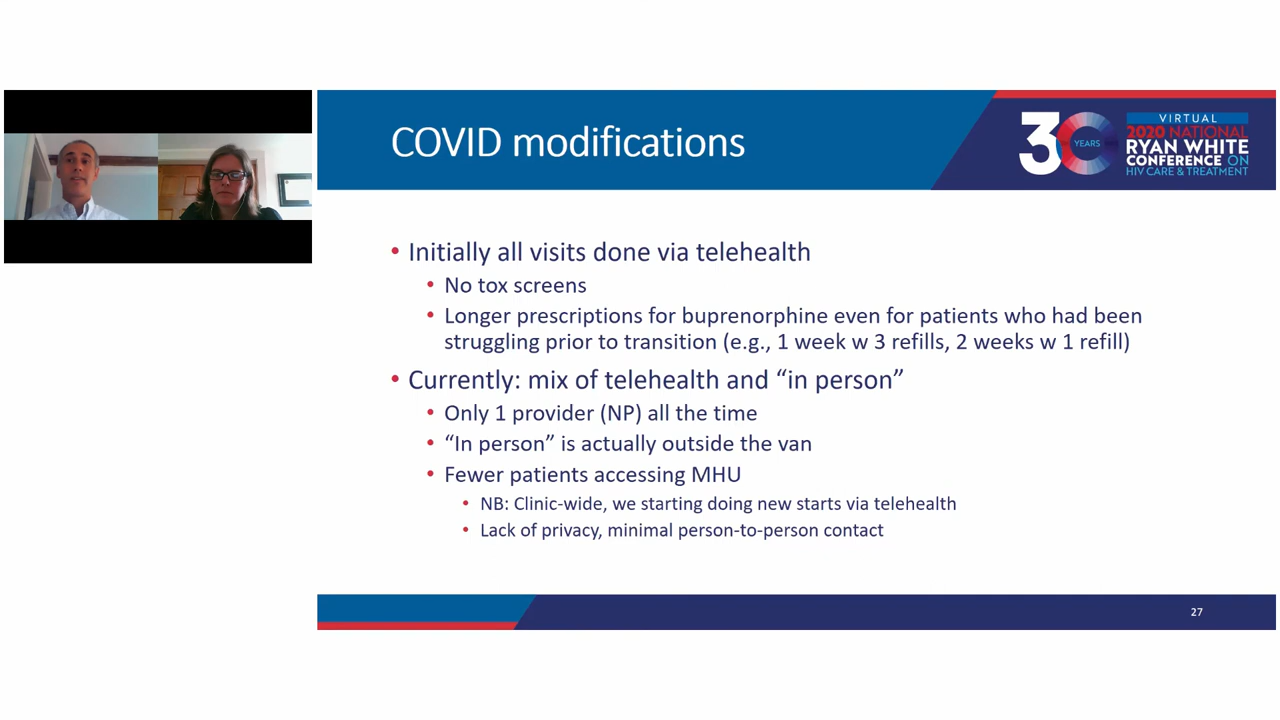 COVID modifications
30
YEARS
VIRTUAL
2020 NATIONAL
RYAN WHITE
CONFERENCE ON
HIV CARE & TREATMENT
• Initially all visits done via telehealth
• No tox screens
• Longer prescriptions for buprenorphine even for patients who had been
struggling prior to transition (e.g., 1 week w 3 refills, 2 weeks w 1 refill)
• Currently: mix of telehealth and “in person”
• Only 1 provider (NP) all the time
• “In person” is actually outside the van
• Fewer patients accessing MHU
• NB: Clinic-wide, we starting doing new starts via telehealth
• Lack of privacy, minimal person-to-person contact
27